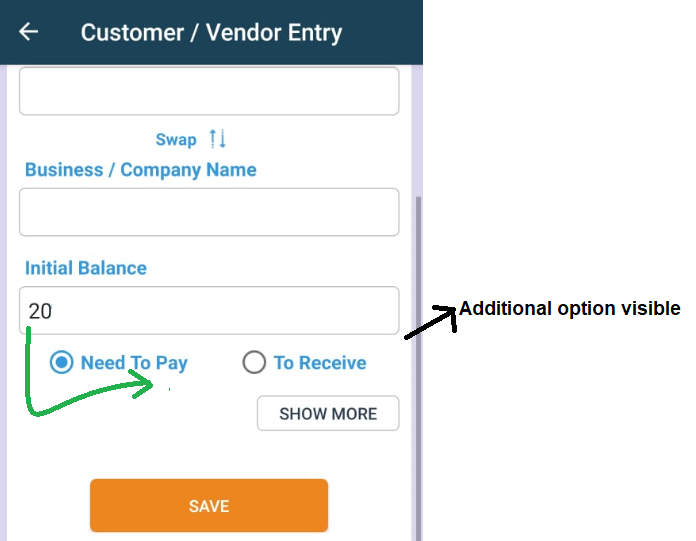 Customer / Vendor Entry
Swap
Business / Company Name
Initial Balance
20
Additional option visible
Need To Pay
To Receive
SHOW MORE
SAVE